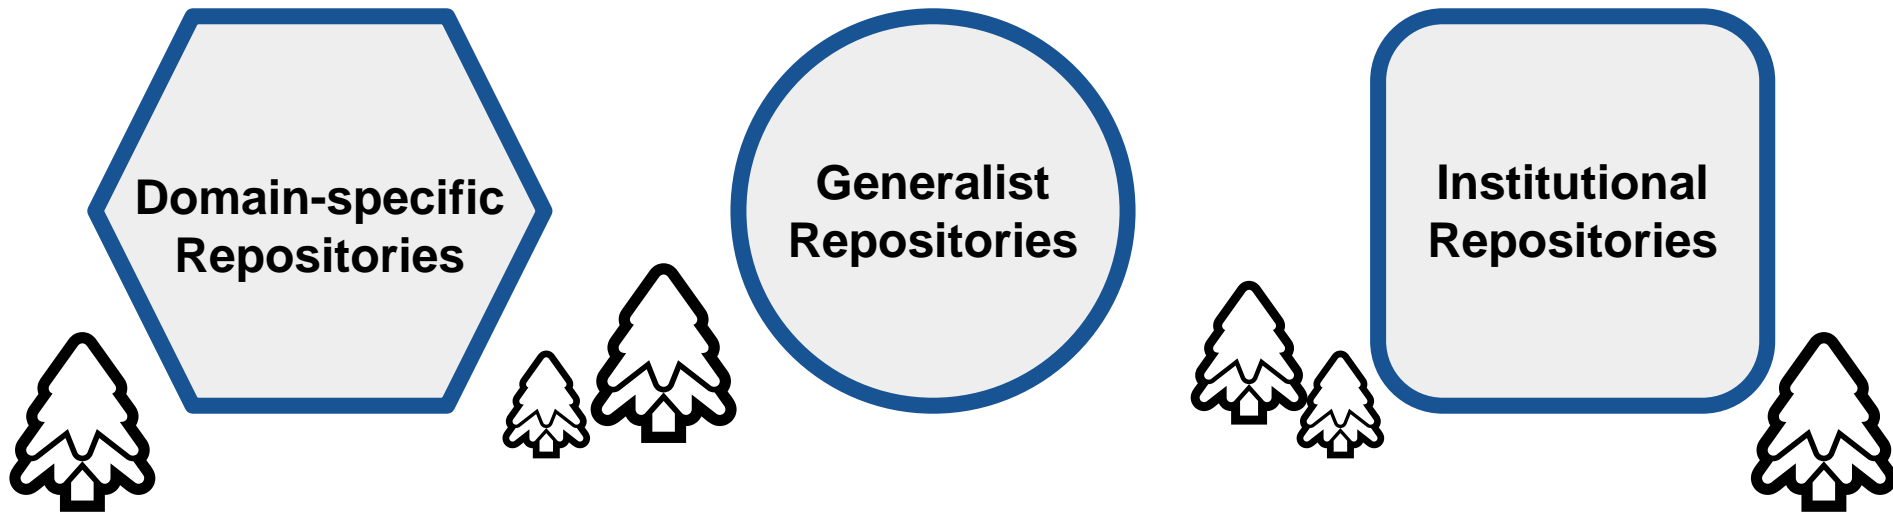 Domain-specific
Repositories
Generalist
Repositories
Institutional
Repositories